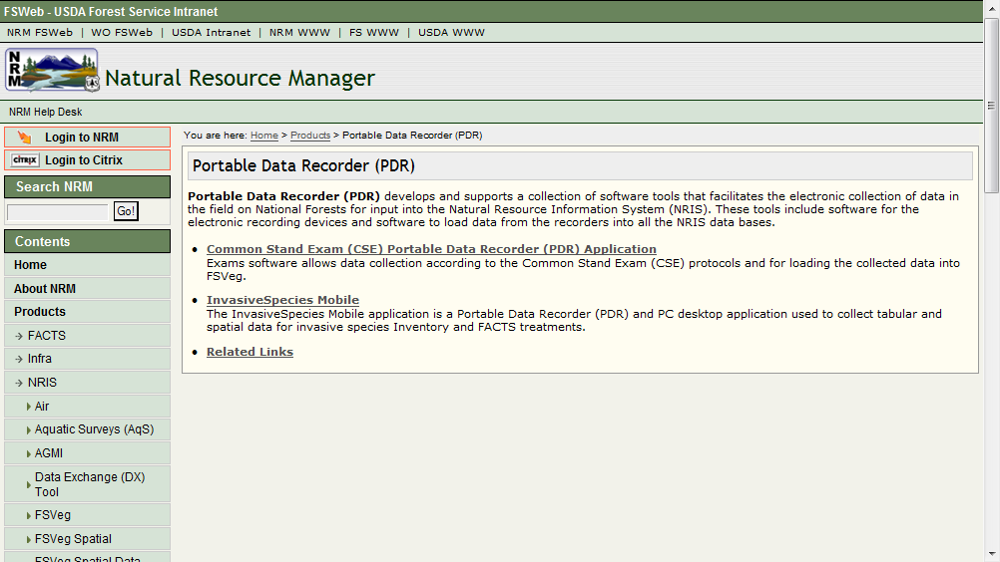 FSWeb - USDA Forest Service Intranet
NRM FSWeb | WO FSWeb | USDA Intranet | NRM WWW | FS WWW | USDA WWW
NRM
Natural Resource Manager
NRM Help Desk
Login to NRM
CITRIX Login to Citrix
Search NRM
Go!
Contents
Home
About NRM
Products
FACTS
Infra
NRIS
Air
Aquatic Surveys (AqS)
AGMI
Data Exchange (DX)
Tool
FSVeg
FSVeg Spatial
FSVeg Spatial Data
You are here: Home > Products > Portable Data Recorder (PDR)
Portable Data Recorder (PDR)
Portable Data Recorder (PDR) develops and supports a collection of software tools that facilitates the electronic collection of data in
the field on National Forests for input into the Natural Resource Information System (NRIS). These tools include software for the
electronic recording devices and software to load data from the recorders into all the NRIS data bases.
• Common Stand Exam (CSE) Portable Data Recorder (PDR) Application
Exams software allows data collection according to the Common Stand Exam (CSE) protocols and for loading the collected data into
FSVeg.
• InvasiveSpecies Mobile
The InvasiveSpecies Mobile application is a Portable Data Recorder (PDR) and PC desktop application used to collect tabular and
spatial data for invasive species Inventory and FACTS treatments.
• Related Links